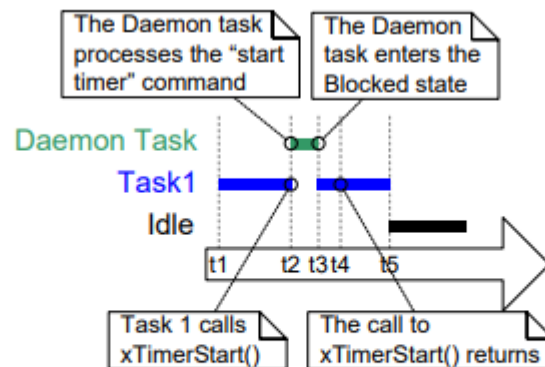 The Daemon task
processes the “start
timer” command
The Daemon
task enters the
Blocked state
Daemon Task
Task1
Idle
t1 t2 t3 t4 t5
Task 1 calls
xTimerStart()
The call to
xTimerStart() returns